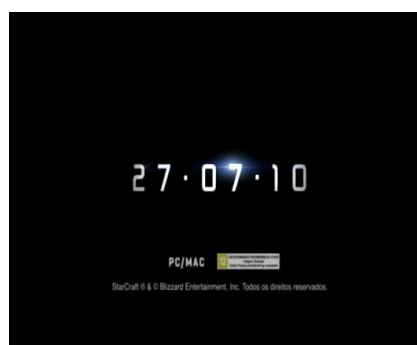 27·07·10
PC/MAC
StarCraft ® & © Blizzard Entertainment, Inc. Todos os direitos reservados.